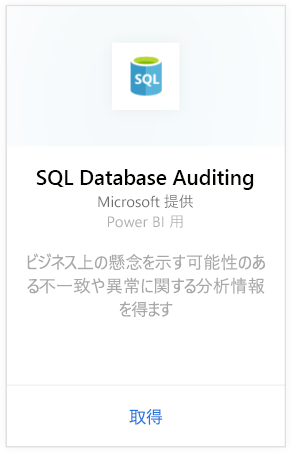 SQL
SQL Database Auditing
Microsoft 提供
Power BI 用
ビジネス上の懸念を示す可能性のあ
る不一致や異常に関する分析情報
を得ます
取得